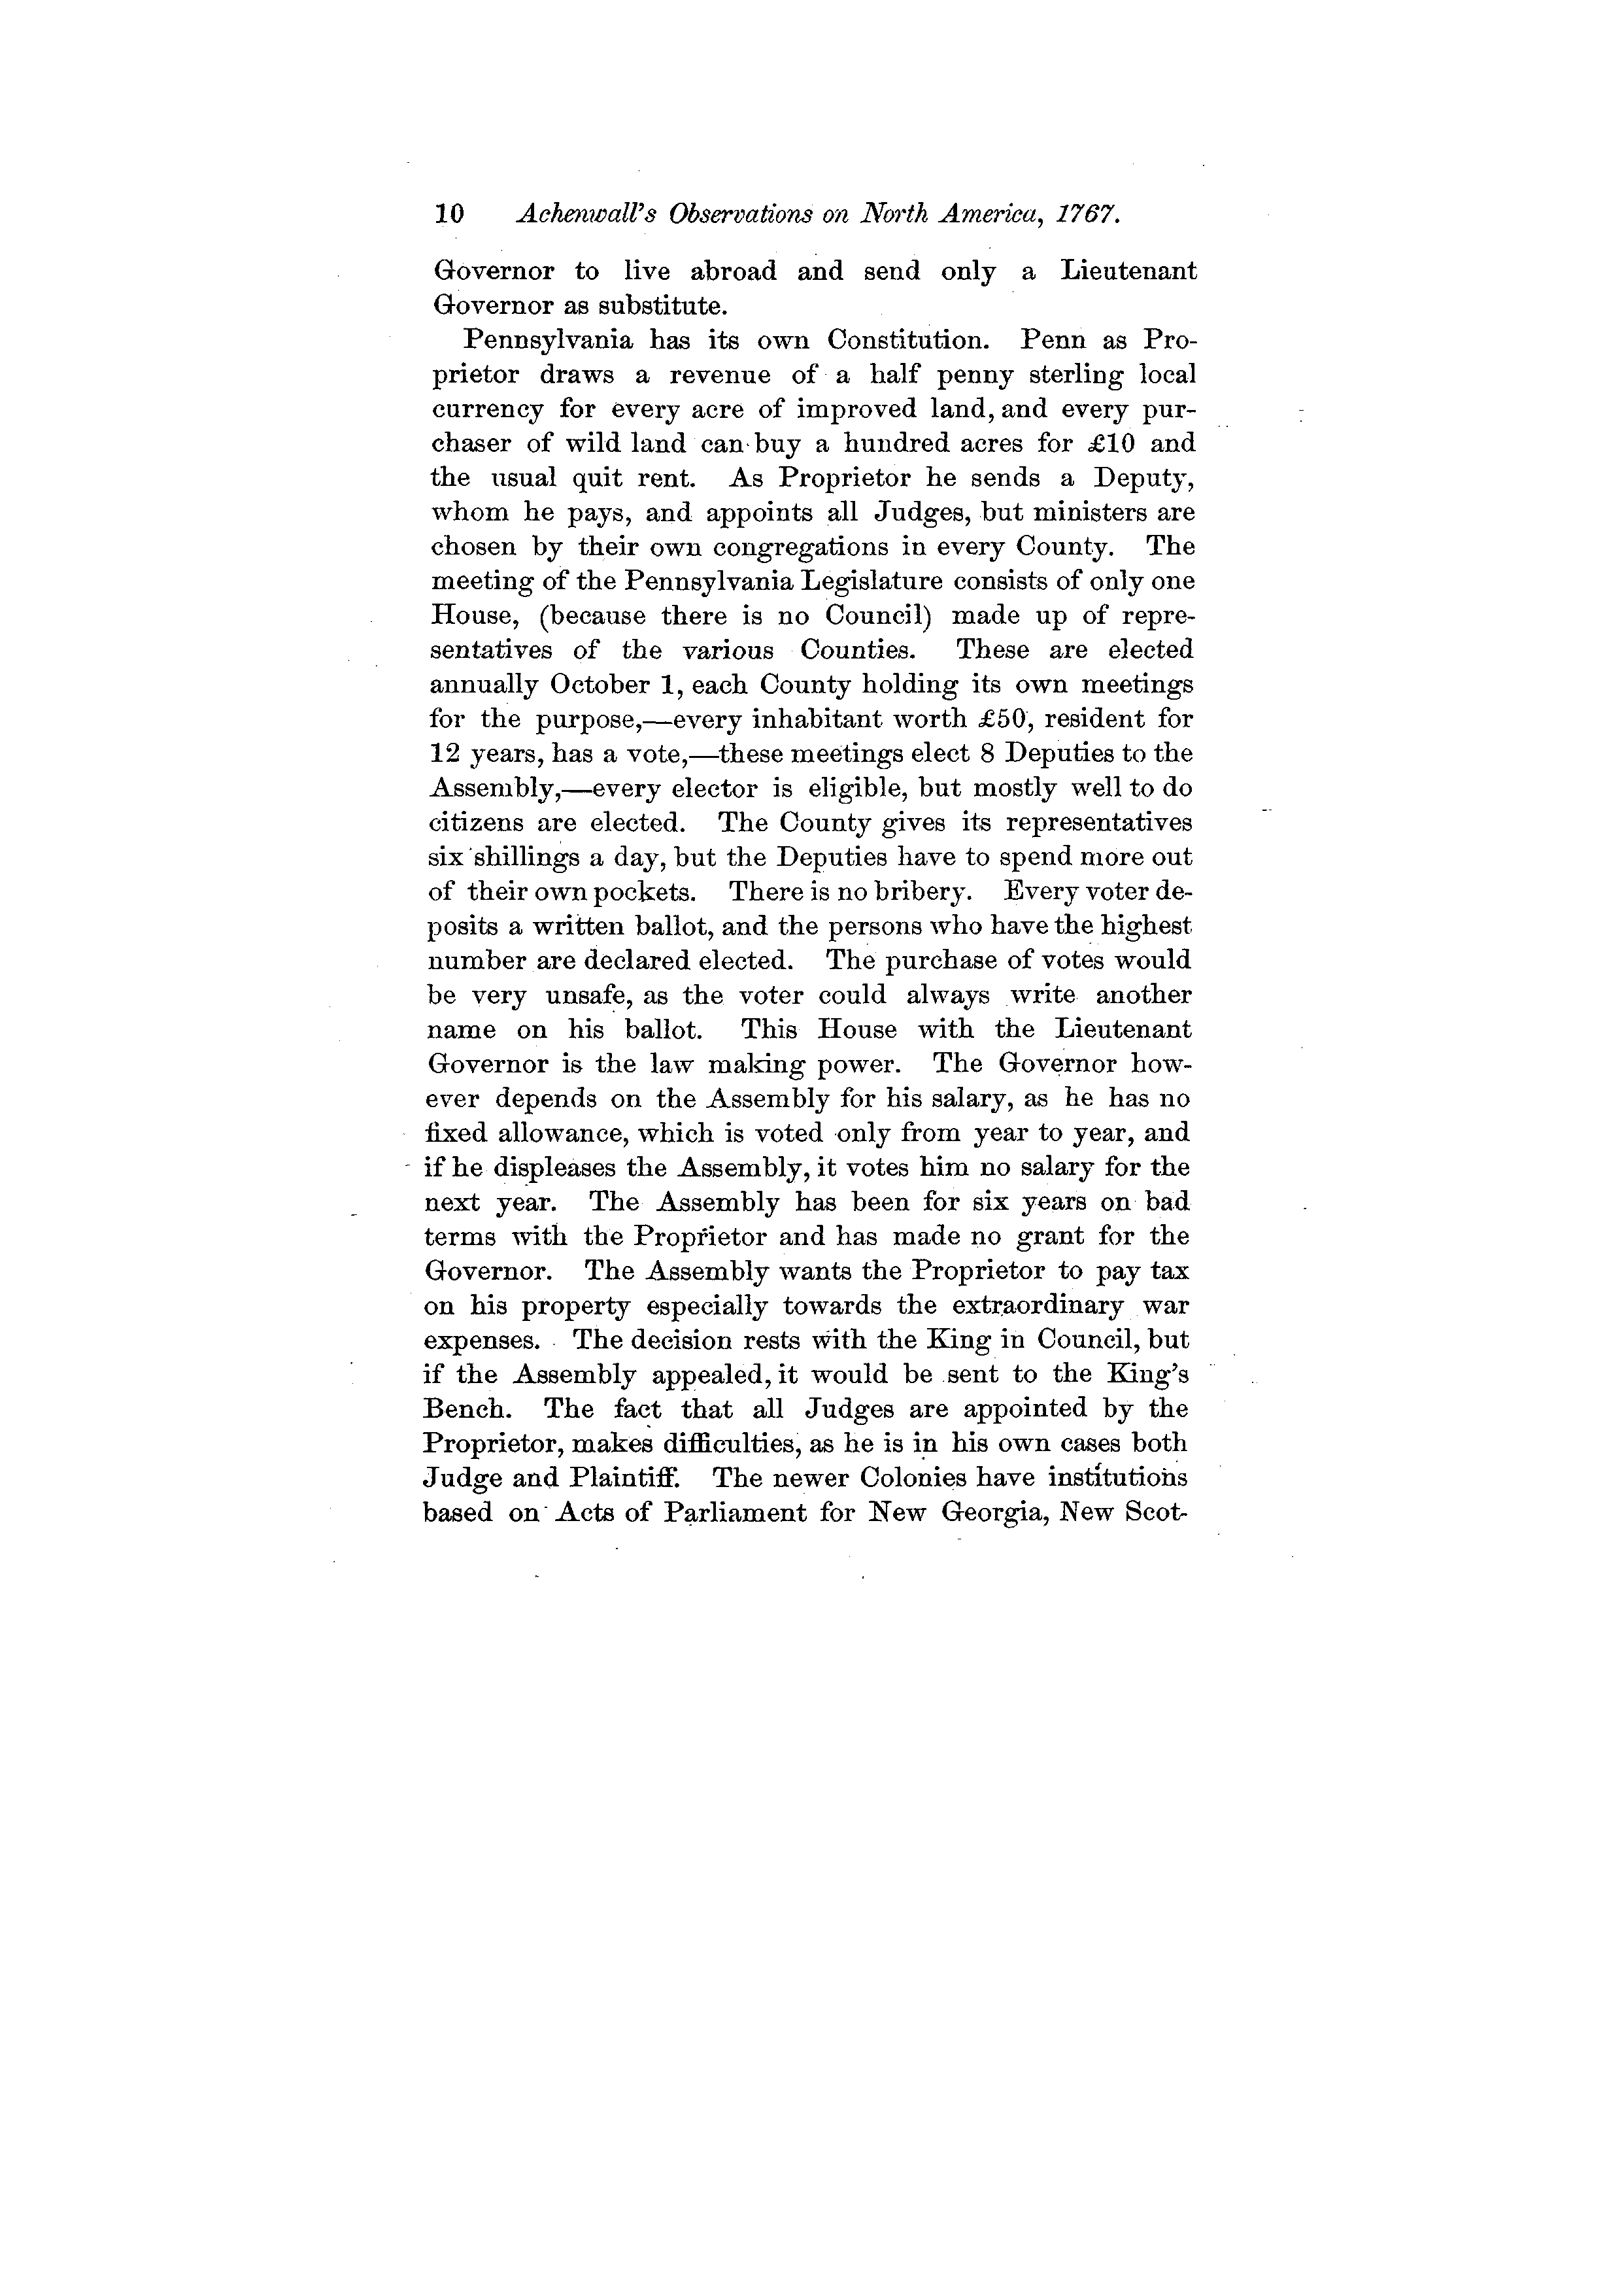 10 Achenwall's Observations on North America, 1767.
Governor to live abroad and send only a Lieutenant
Governor as substitute.
Pennsylvania has its own Constitution. Penn as Pro-
prietor draws a revenue of a half penny sterling local
currency for every acre of improved land, and every pur-
chaser of wild land can buy a hundred acres for £10 and
the usual quit rent. As Proprietor he sends a Deputy,
whom he pays, and appoints all Judges, but ministers are
chosen by their own congregations in every County. The
meeting of the Pennsylvania Legislature consists of only one
House, (because there is no Council) made up of repre-
sentatives of the various Counties. These are elected
annually October 1, each County holding its own meetings
for the purpose,—every inhabitant worth £50, resident for
12 years, has a vote,—these meetings elect 8 Deputies to the
Assembly,—every elector is eligible, but mostly well to do
citizens are elected. The County gives its representatives
six shillings a day, but the Deputies have to spend more out
of their own pockets. There is no bribery. Every voter de-
posits a written ballot, and the persons who have the highest
number are declared elected. The purchase of votes would
be very unsafe, as the voter could always write another
name on his ballot. This House with the Lieutenant
Governor is the law making power. The Governor how-
ever depends on the Assembly for his salary, as he has no
fixed allowance, which is voted only from year to year, and
if he displeases the Assembly, it votes him no salary for the
next year. The Assembly has been for six years on bad
terms with the Proprietor and has made no grant for the
Governor. The Assembly wants the Proprietor to pay tax
on his property especially towards the extraordinary war
expenses. The decision rests with the King in Council, but
if the Assembly appealed, it would be sent to the King's
Bench. The fact that all Judges are appointed by the
Proprietor, makes difficulties, as he is in his own cases both
Judge and Plaintiff. The newer Colonies have institutions
based on Acts of Parliament for New Georgia, New Scot-